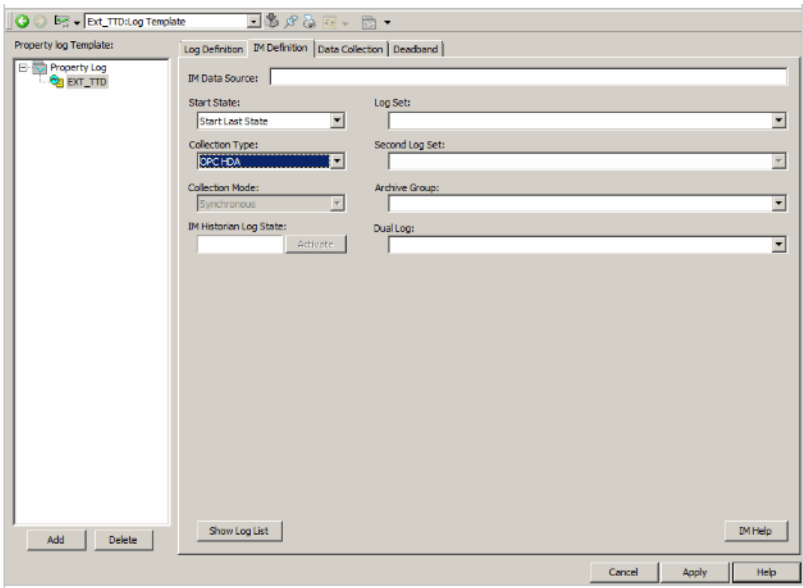 Ext_TTD:Log Template
Property log Template:
Property Log
EXT_TTD
Add
Delete
Log Definition
IM Definition
Data Collection
Deadband
IM Data Source:
Start State:
Log Set:
Start Last State
Collection Type:
Second Log Set:
OPC HDA
Collection Mode:
Archive Group:
Synchronous
IM Historian Log State:
Dual Log:
Activate
Show Log List
IM Help
Cancel
Apply
Help